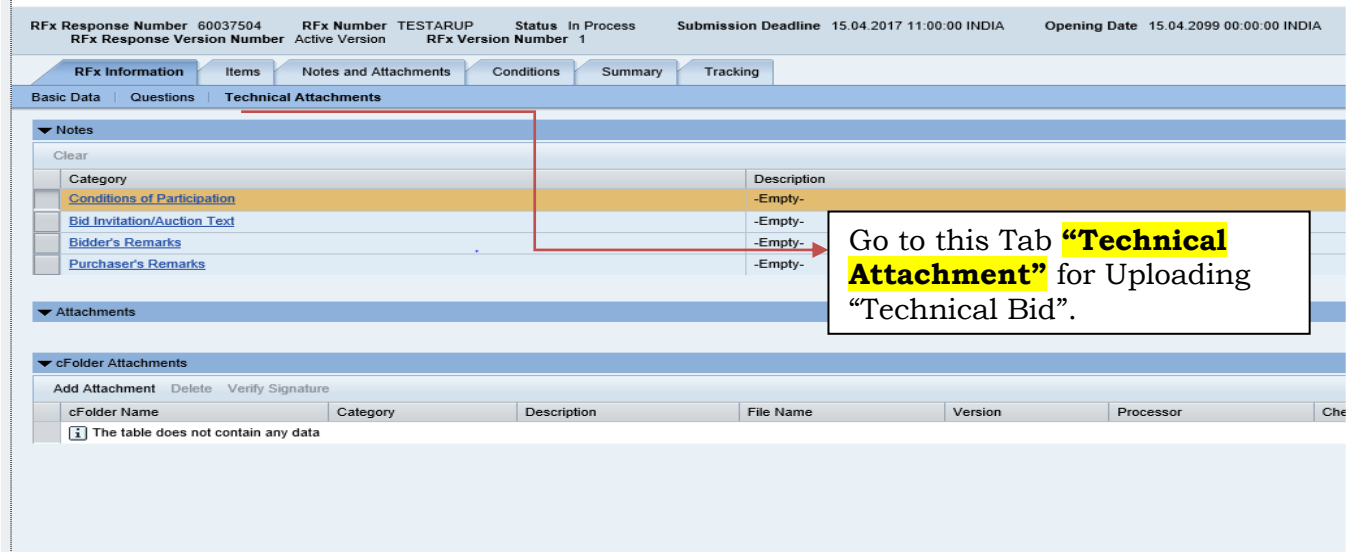 RFx Response Number 60037504 RFx Number TESTARUP Status In Process Submission Deadline 15.04.2017 11:00:00 INDIA Opening Date 15.04.2099 00:00:00 INDIA
RFx Response Version Number Active Version RFx Version Number 1
RFx Information Items Notes and Attachments Conditions Summary Tracking
Basic Data Questions Technical Attachments
Notes
Clear
Category Description
Conditions of Participation -Empty-
Bid Invitation/Auction Text -Empty-
Bidder's Remarks -Empty-
Purchaser's Remarks -Empty-
Go to this Tab “Technical
Attachment” for Uploading
“Technical Bid”.
Attachments
cFolder Attachments
Add Attachment Delete Verify Signature
cFolder Name Category Description File Name Version Processor Che
The table does not contain any data